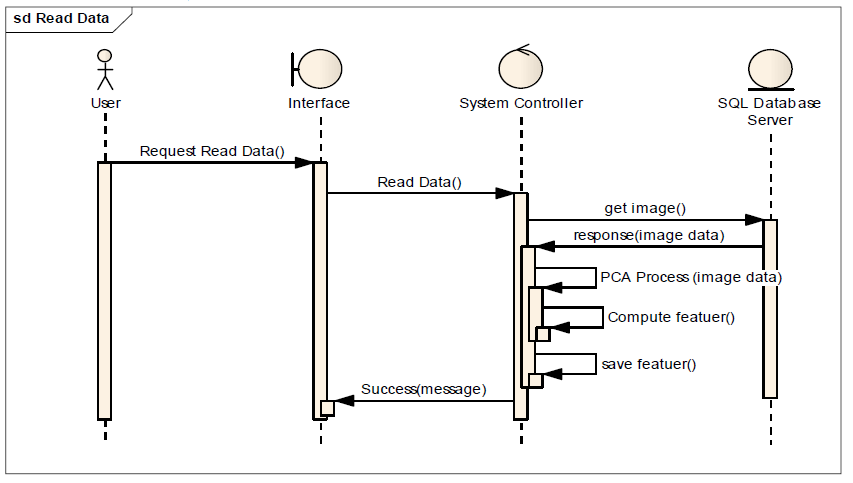 sd Read Data
User
Interface
System Controller
SQL Database
Server
Request Read Data()
Read Data()
get image()
response(image data)
PCA Process (image data)
Compute featuer()
save featuer()
Success(message)